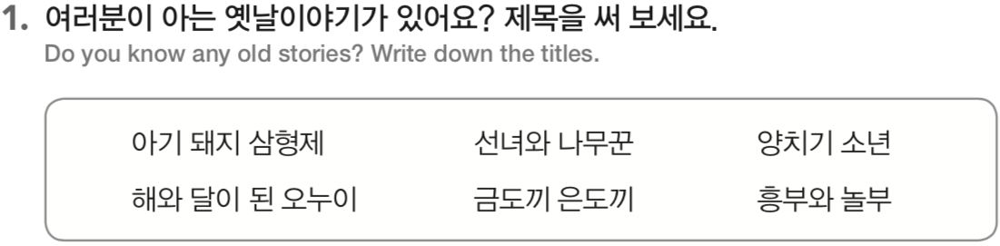 1. 여러분이 아는 옛날이야기가 있어요? 제목을 써 보세요.
Do you know any old stories? Write down the titles.
아기 돼지 삼형제 선녀와 나무꾼 양치기 소년
해와 달이 된 오누이 금도끼 은도끼 흥부와 놀부